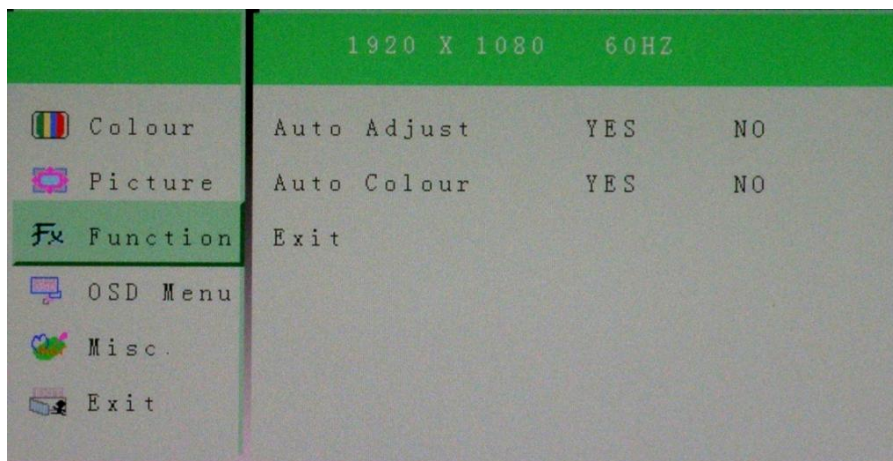 1920 X 1080 60HZ
Colour
Picture
Function
OSD Menu
Misc.
Exit
Auto Adjust YES NO
Auto Colour YES NO
Exit